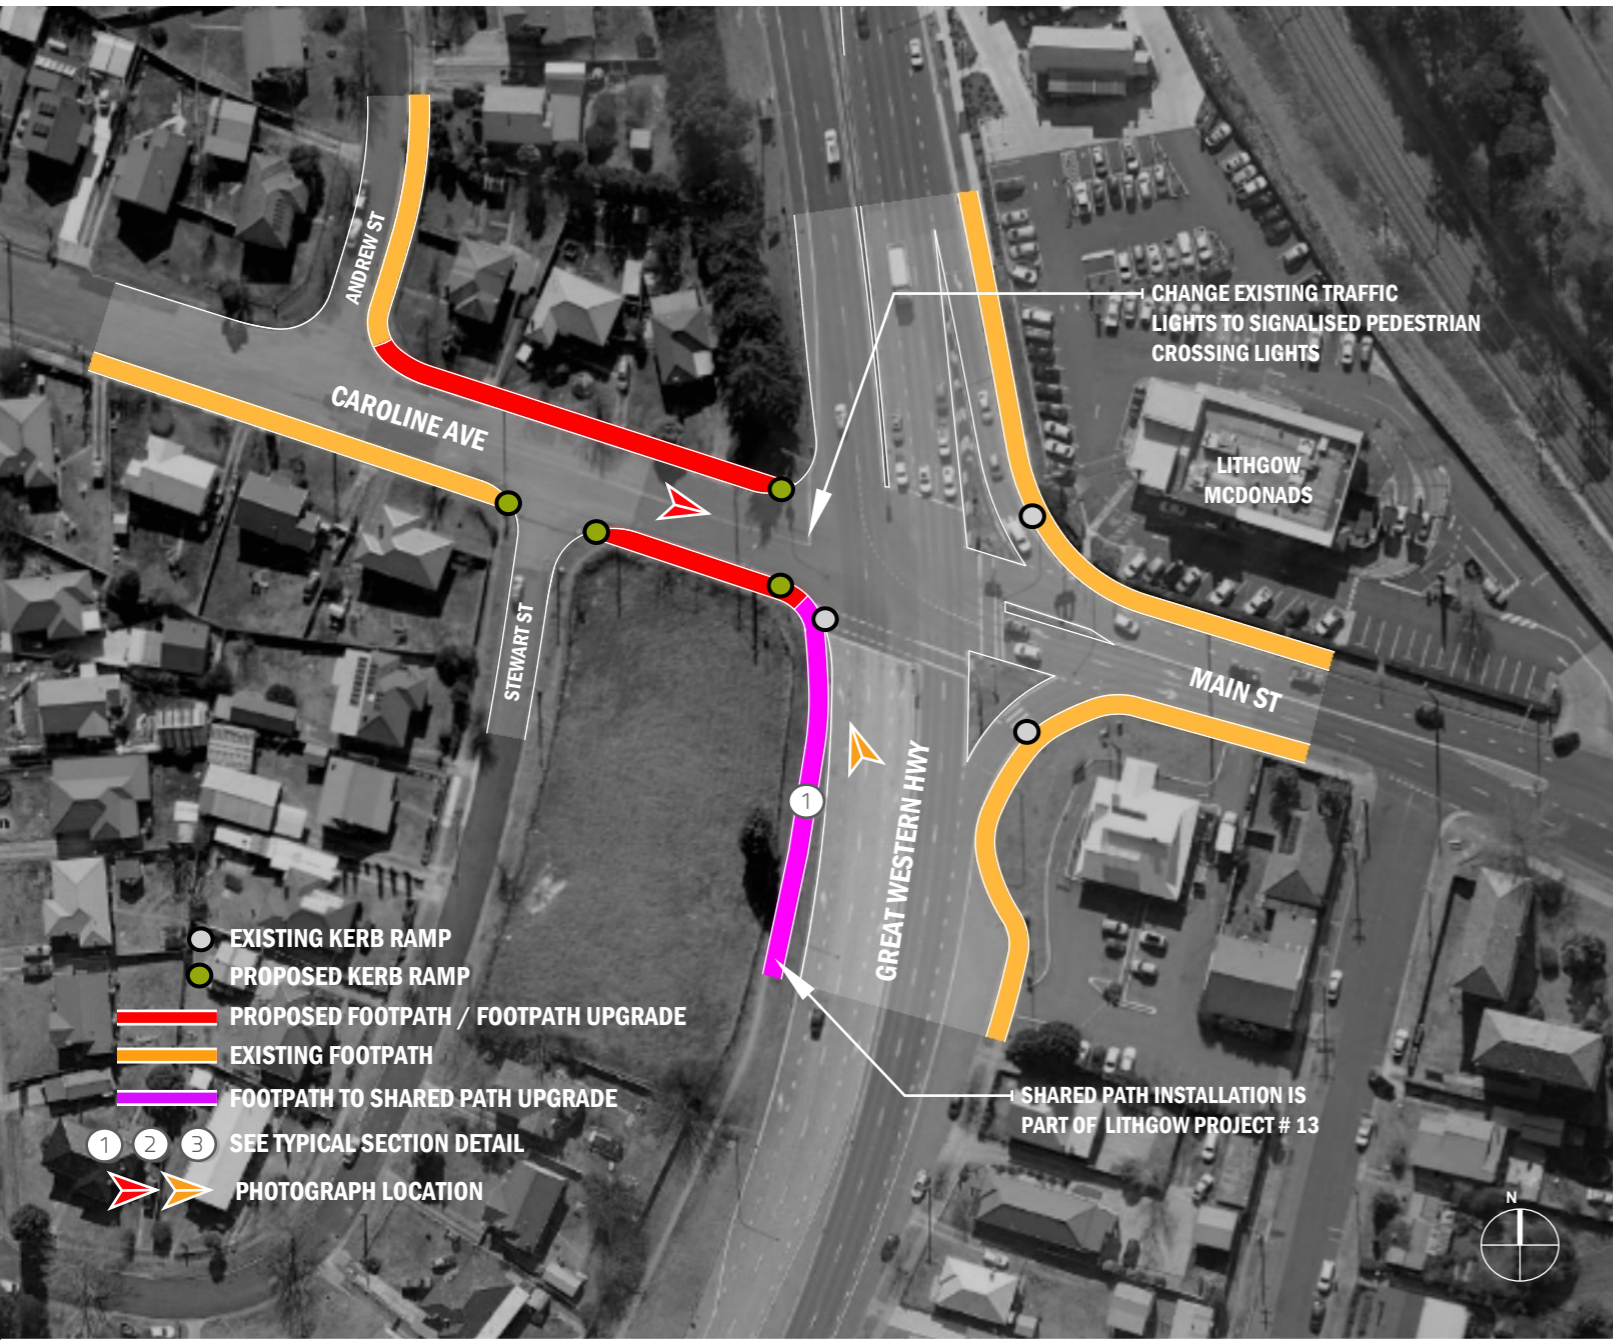 ANDREW ST
CHANGE EXISTING TRAFFIC
LIGHTS TO SIGNALISED PEDESTRIAN
CROSSING LIGHTS
CAROLINE AVE
LITHGOW
MCDONADS
STEWART ST
MAIN ST
1
GREAT WESTERN HWY
EXISTING KERB RAMP
PROPOSED KERB RAMP
PROPOSED FOOTPATH / FOOTPATH UPGRADE
EXISTING FOOTPATH
FOOTPATH TO SHARED PATH UPGRADE
1 2 3 SEE TYPICAL SECTION DETAIL
PHOTOGRAPH LOCATION
SHARED PATH INSTALLATION IS
PART OF LITHGOW PROJECT # 13
N